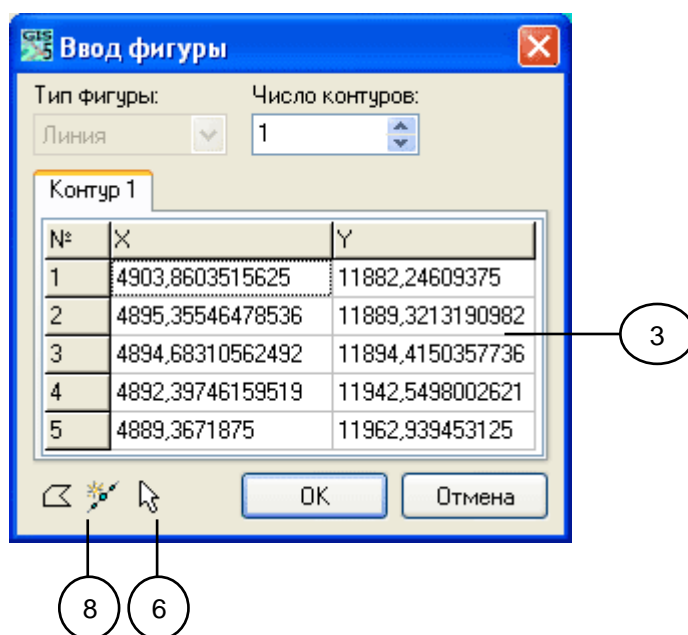 GIS 5 Ввод фигуры
Тип фигуры: Число контуров:
Линия 1
Контур 1
№ X Y
1 4903,8603515625 11882,24609375
2 4895,35546478536 11889,3213190982
3 4894,68310562492 11894,4150357736
4 4892,39746159519 11942,5498002621
5 4889,3671875 11962,939453125
3
OK Отмена
8 6